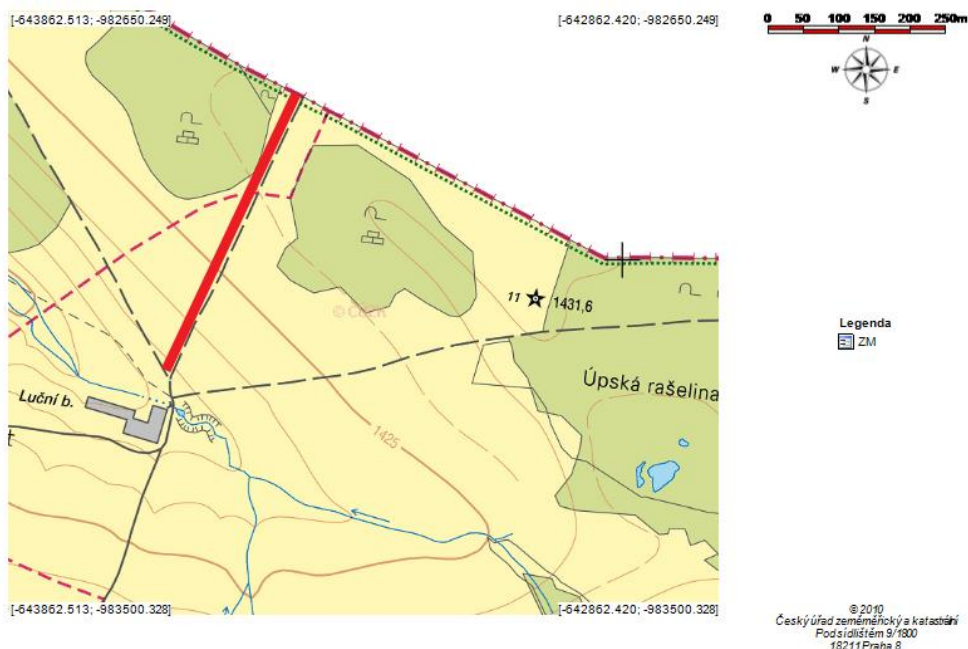 [-643862.513; -982650.249]
[-642862.420; -982650.249]
0 50 100 150 200 250m
N
W E
S
11 1431,6
© ČÚZK
Legenda
ZM
Úpská rašelina
Luční b.
1425
t
[-643862.513; -983500.328]
[-642862.420; -983500.328]
© 2010
Český úřad zeměměřický a katastrální
Pod sídlištěm 9/1800
18211 Praha 8